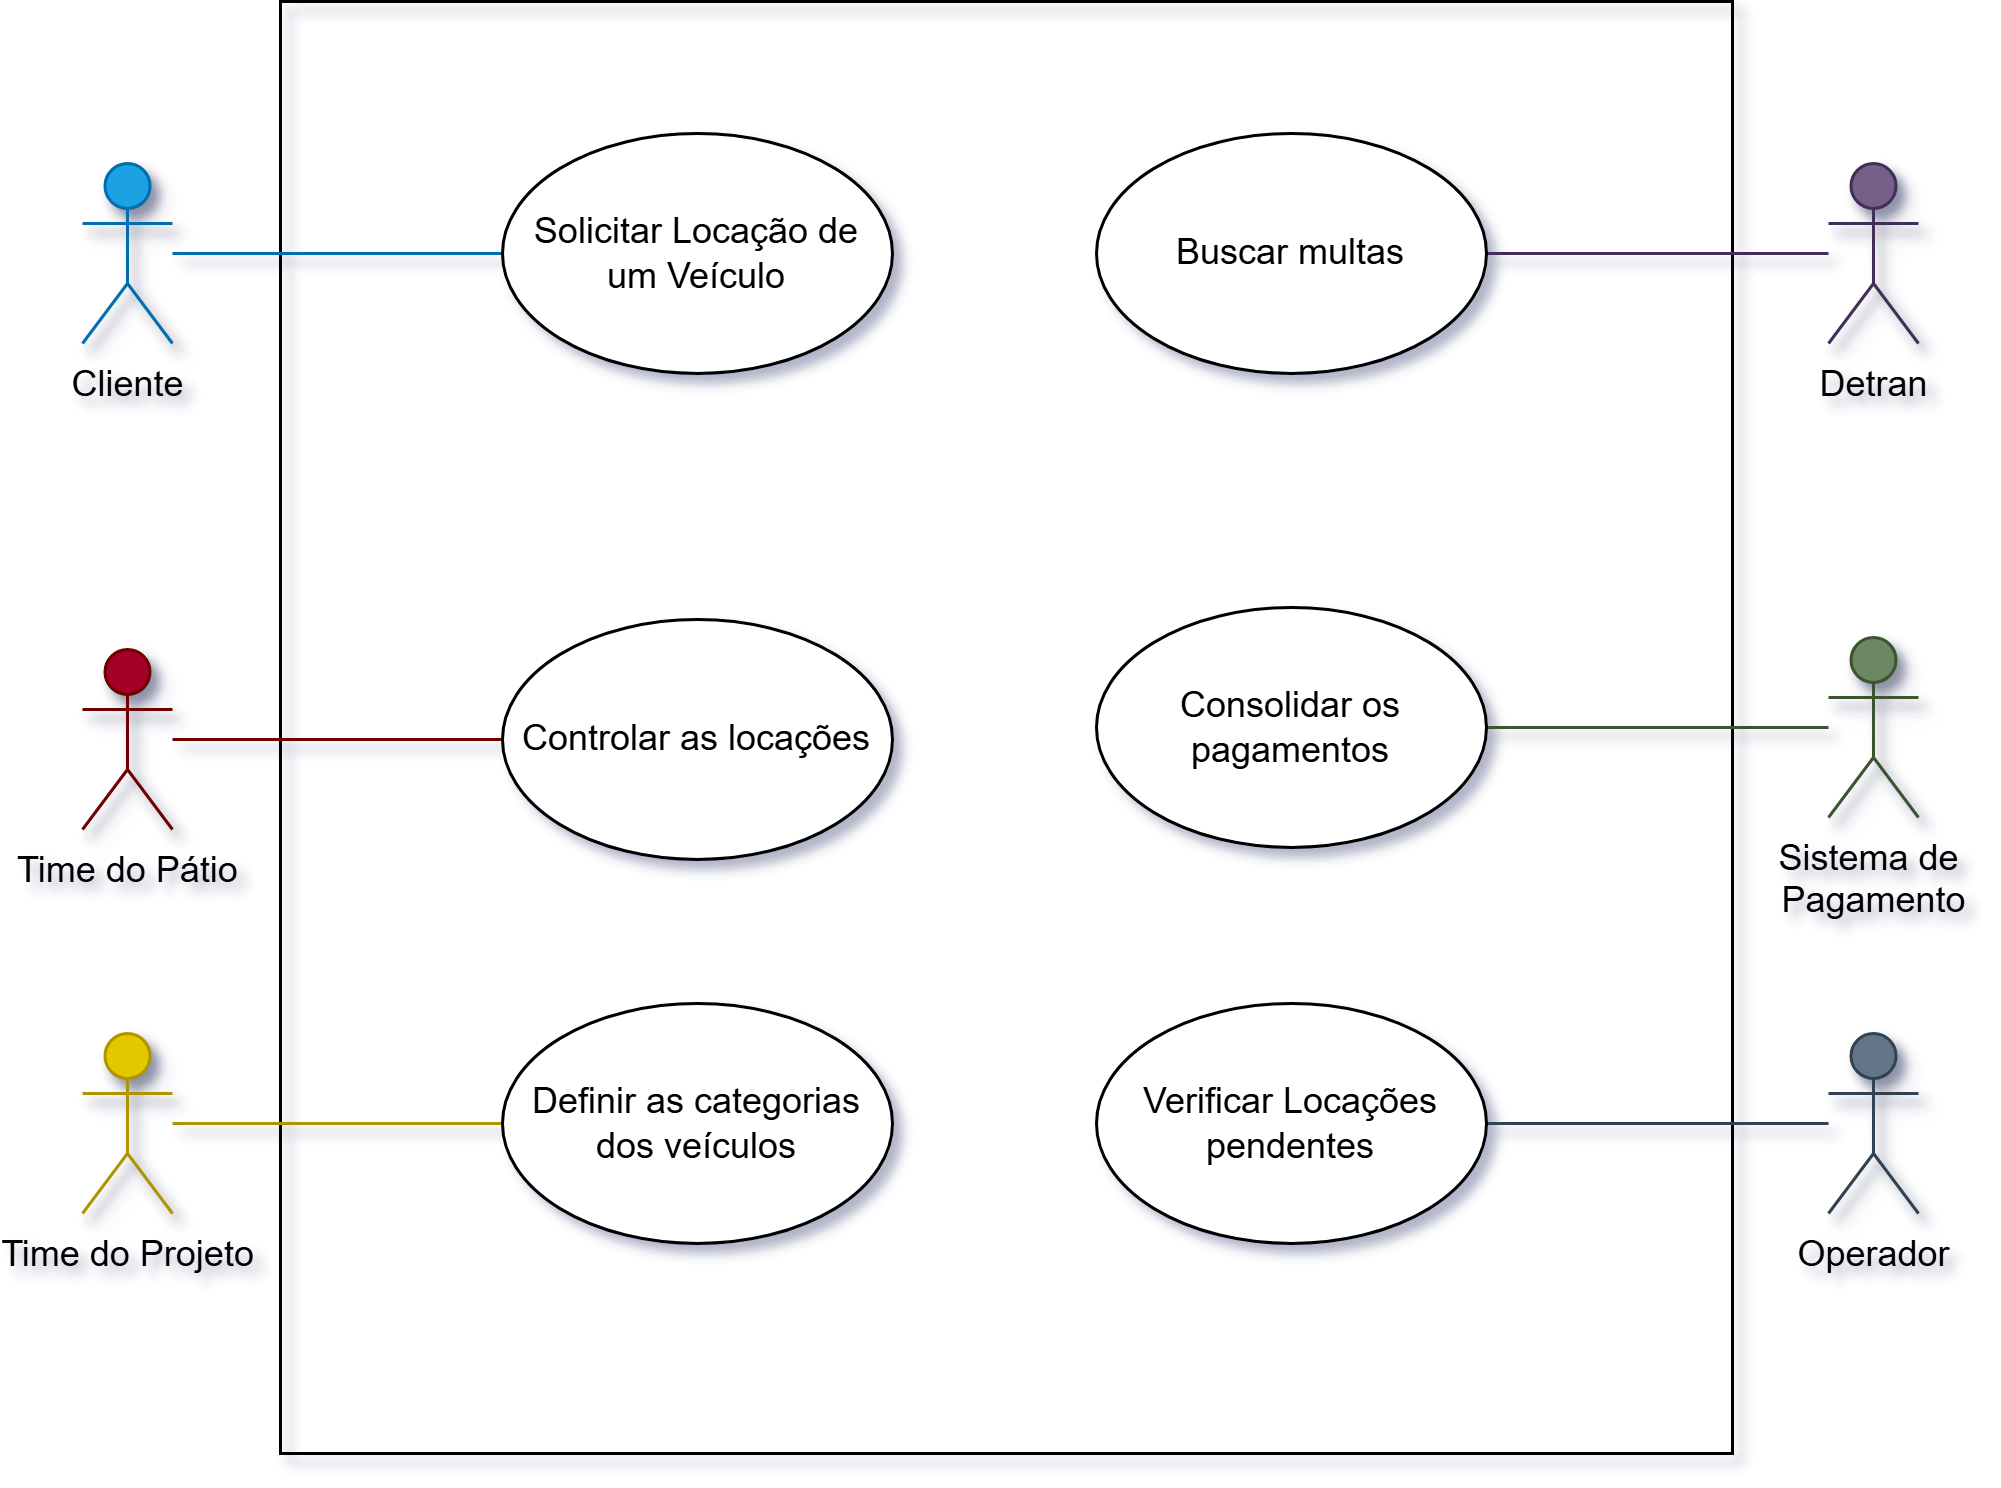 Solicitar Locação de
um Veículo
Buscar multas
Cliente
Detran
Controlar as locações
Consolidar os
pagamentos
Time do Pátio
Sistema de
Pagamento
Definir as categorias
dos veículos
Verificar Locações
pendentes
Time do Projeto
Operador